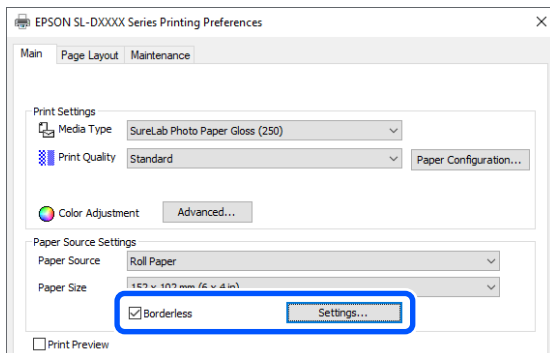 EPSON SL-DXXXX Series Printing Preferences
Main Page Layout Maintenance
Print Settings
Media Type SureLab Photo Paper Gloss (250)
Print Quality Standard Paper Configuration...
Color Adjustment Advanced...
Paper Source Settings
Paper Source Roll Paper
Paper Size 152 x 102 mm (6 x 4 in)
Borderless Settings...
Print Preview